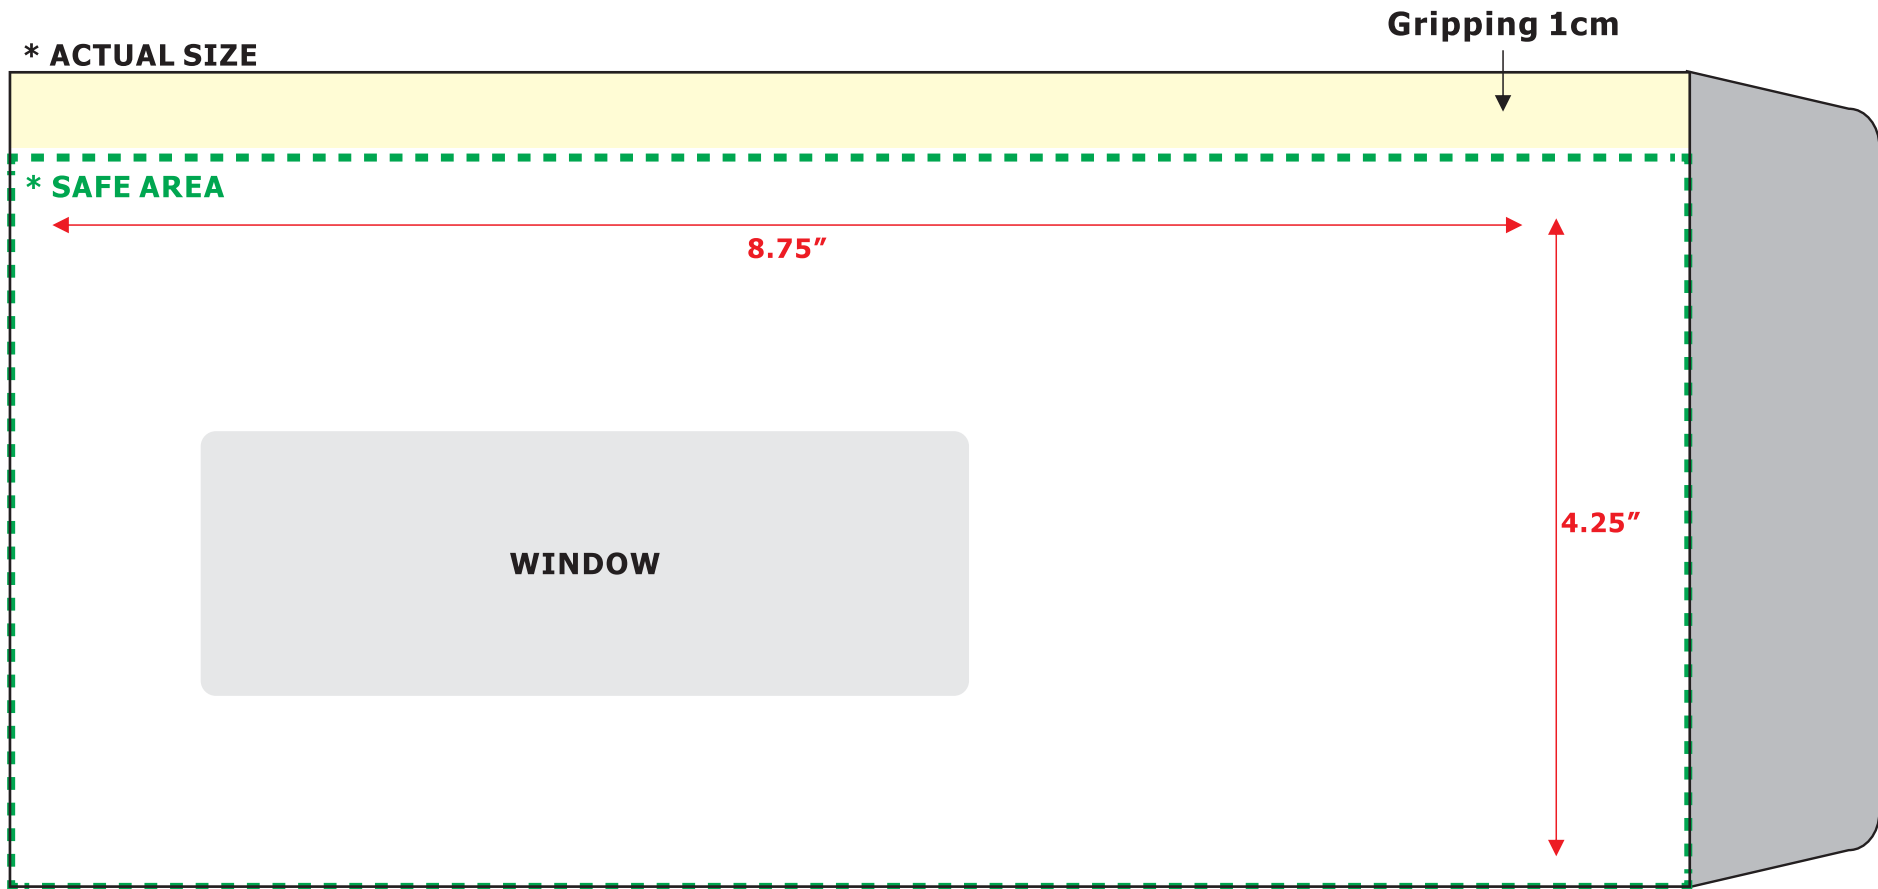 Gripping 1cm
* ACTUAL SIZE
* SAFE AREA
8.75″
4.25″
WINDOW